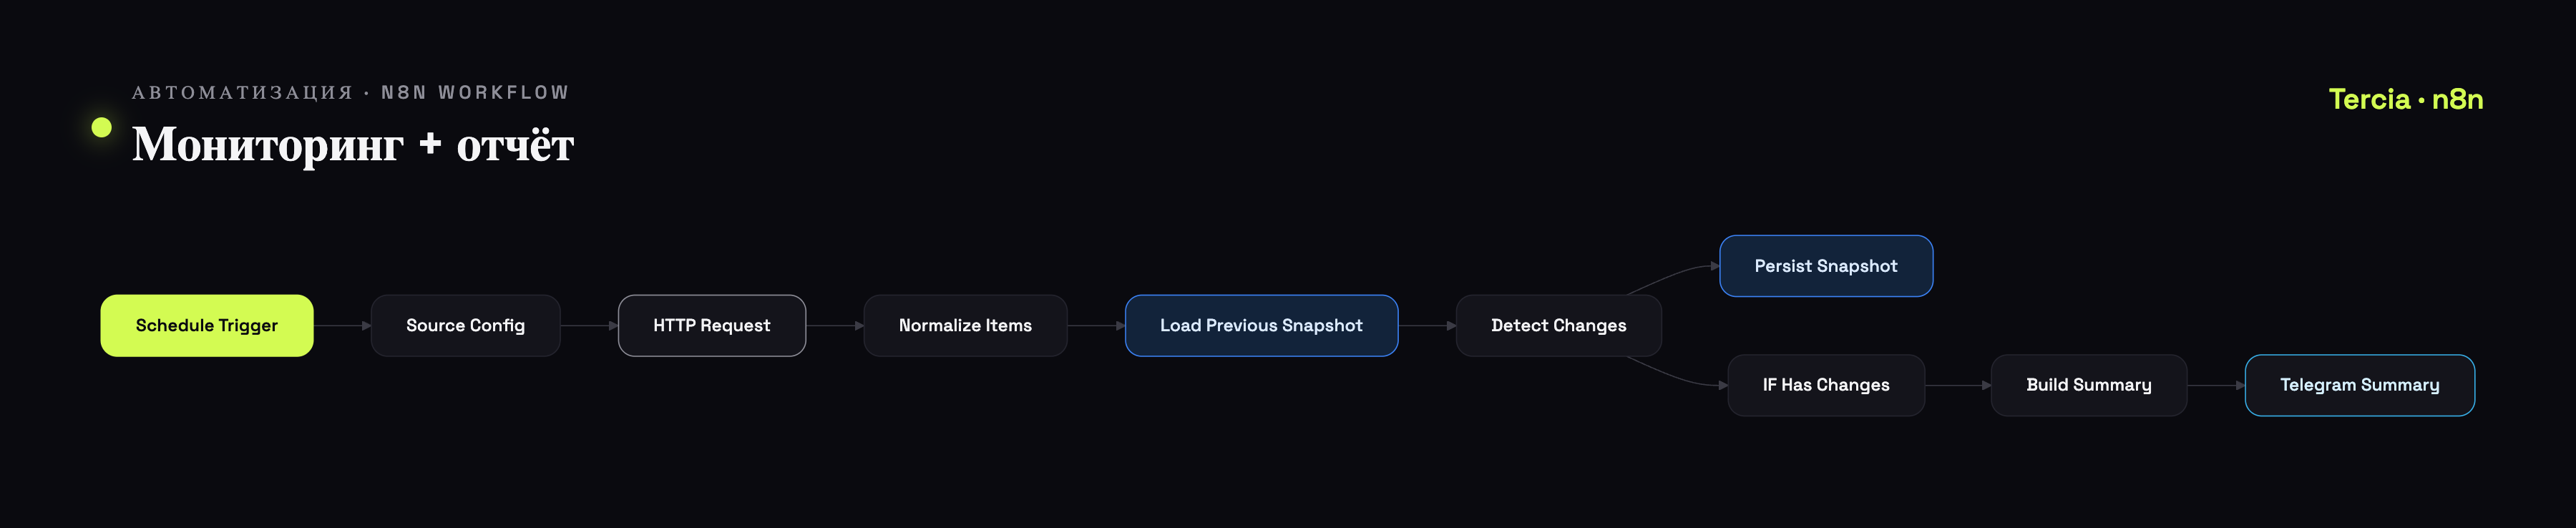 АВТОМАТИЗАЦИЯ · N8N WORKFLOW
Мониторинг + отчёт
Tercia · n8n
Schedule Trigger
Source Config
HTTP Request
Normalize Items
Load Previous Snapshot
Detect Changes
Persist Snapshot
IF Has Changes
Build Summary
Telegram Summary